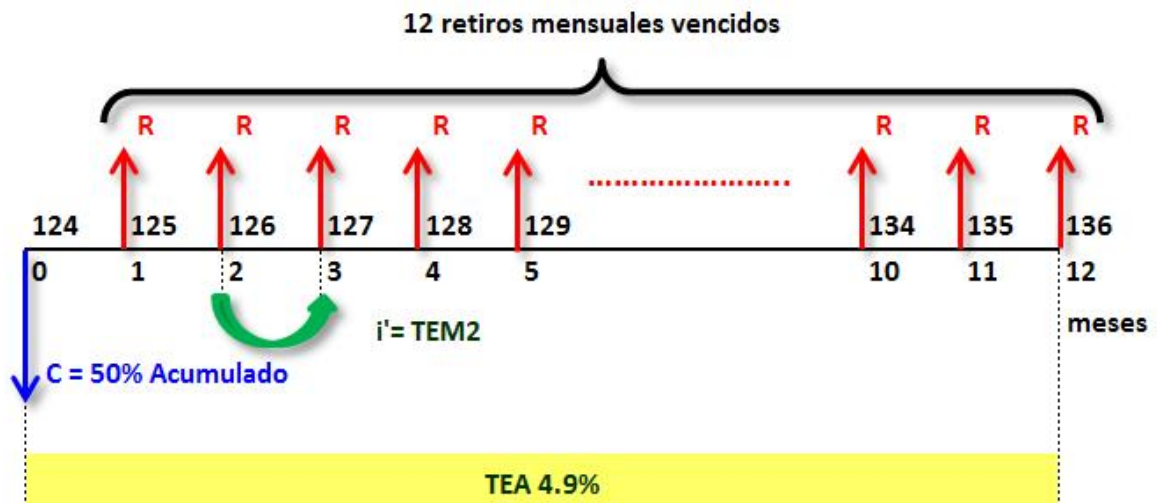 12 retiros mensuales vencidos
R R R R R R R R
124 125 126 127 128 129 134 135 136
0 1 2 3 4 5 10 11 12
i'= TEM2 meses
C = 50% Acumulado
TEA 4.9%